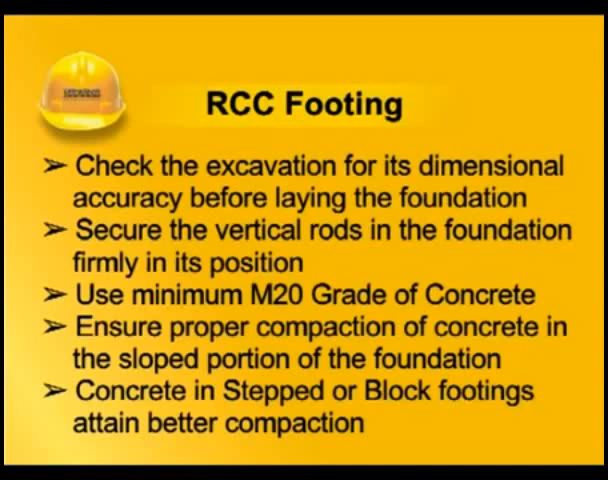 RCC Footing
➢ Check the excavation for its dimensional
accuracy before laying the foundation
➢ Secure the vertical rods in the foundation
firmly in its position
➢ Use minimum M20 Grade of Concrete
➢ Ensure proper compaction of concrete in
the sloped portion of the foundation
➢ Concrete in Stepped or Block footings
attain better compaction